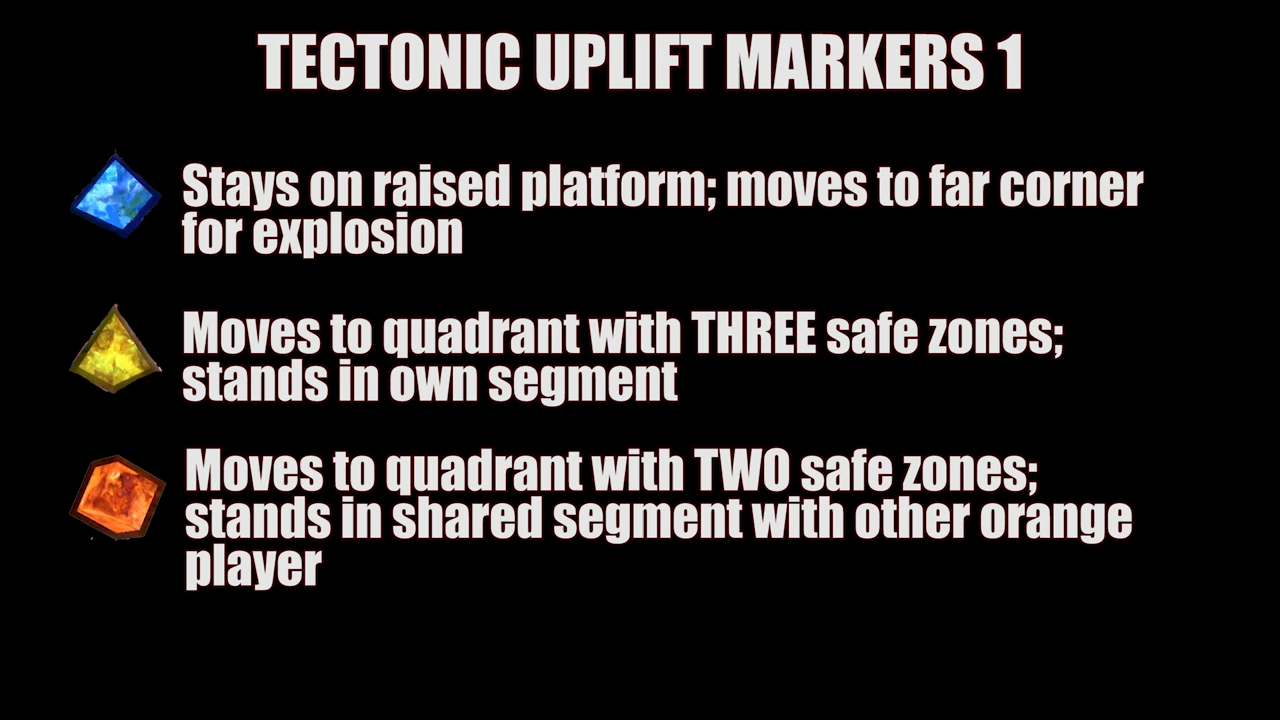 TECTONIC UPLIFT MARKERS 1
Stays on raised platform; moves to far corner
for explosion
Moves to quadrant with THREE safe zones;
stands in own segment
Moves to quadrant with TWO safe zones;
stands in shared segment with other orange
player